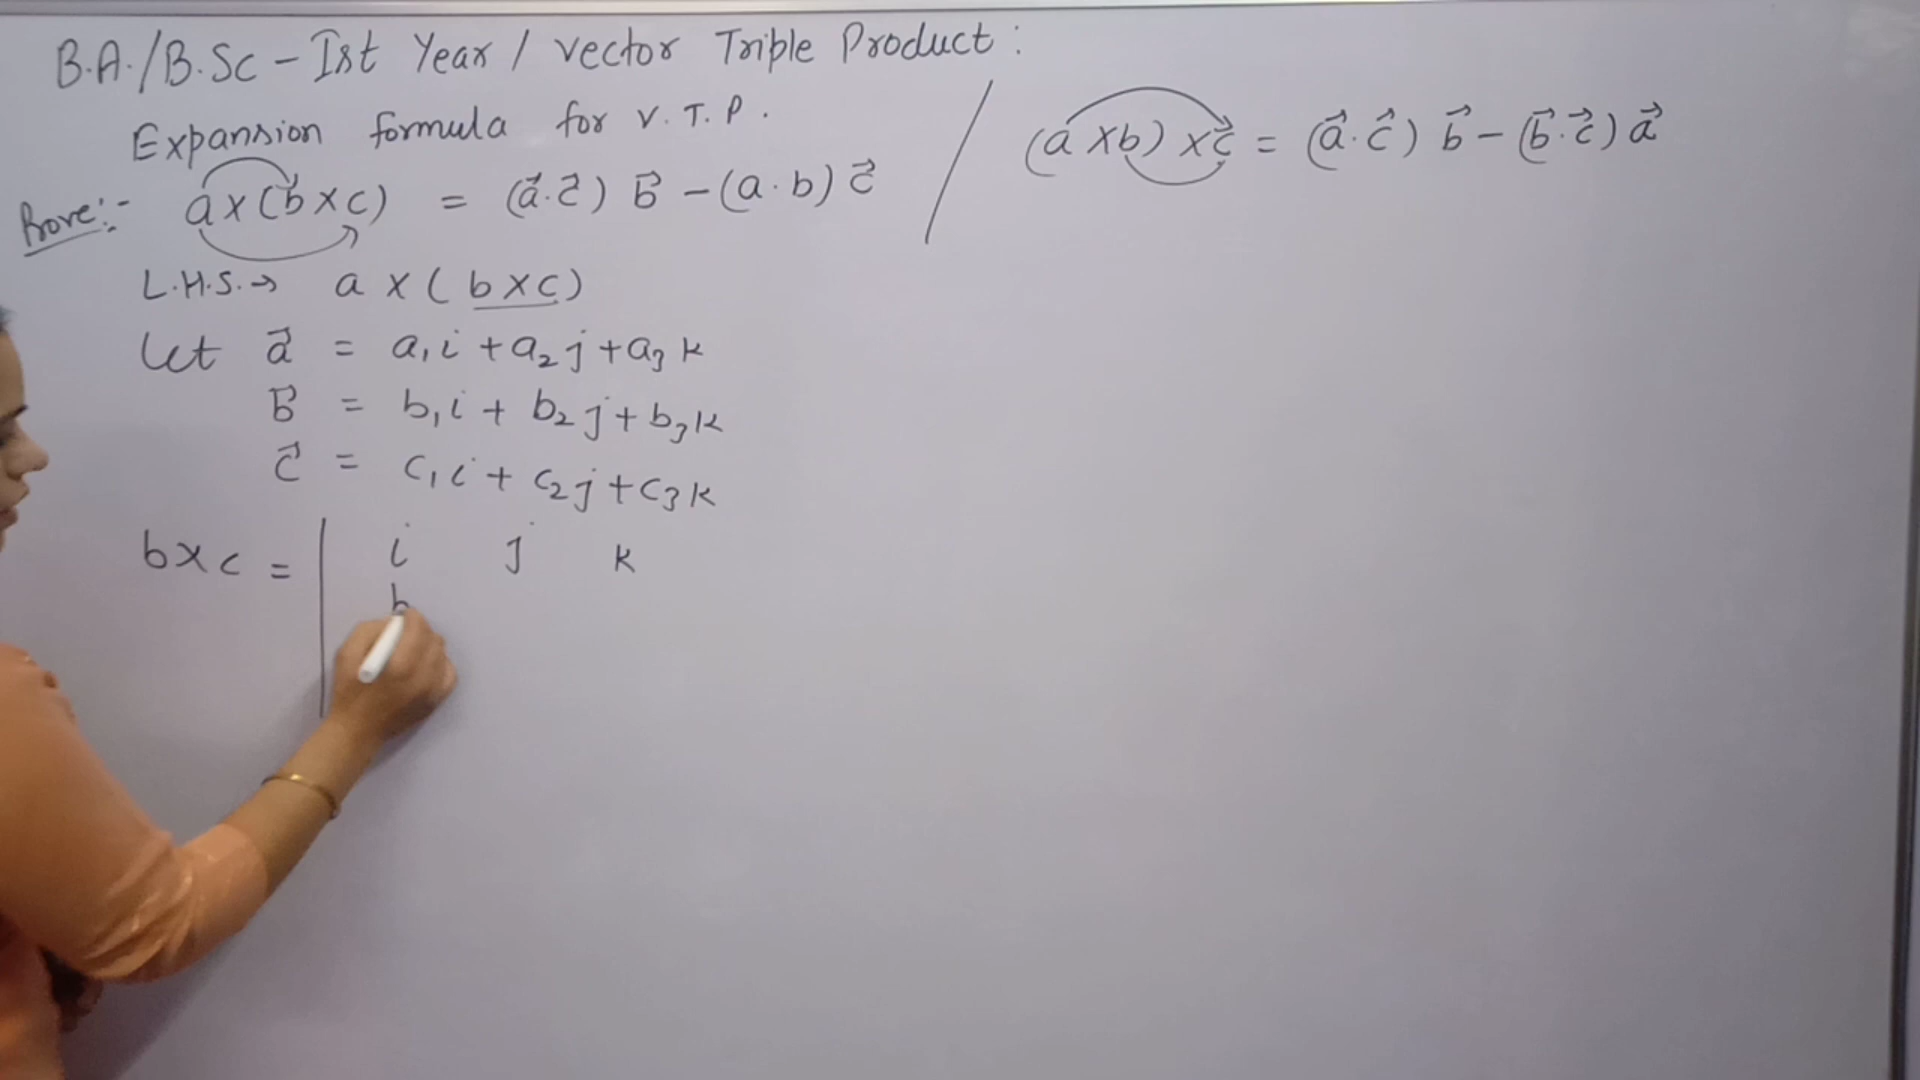 B.A./B.Sc - Ist Year / Vector Triple Product :
Expansion formula for V.T.P.
Prove:- a×(b×c) = (a⃗.c⃗) b⃗ - (a.b) c⃗
(a×b)×c⃗ = (a⃗.c⃗) b⃗ - (b⃗.c⃗) a⃗
L.H.S.→ a × (b×c)
Let a⃗ = a₁i + a₂j + a₃k
b⃗ = b₁i + b₂j + b₃k
c⃗ = c₁i + c₂j + c₃k
b×c = | i j k
b